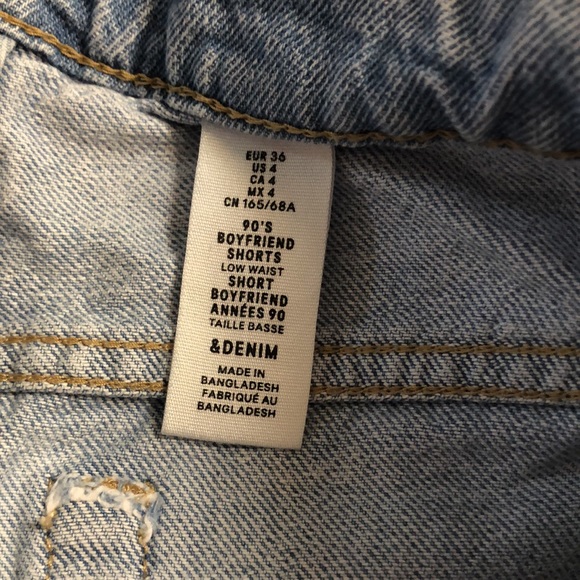 EUR 36
US 4
CA 4
MX 4
CN 165/68A
90'S
BOYFRIEND
SHORTS
LOW WAIST
SHORT
BOYFRIEND
ANNÉES 90
TAILLE BASSE
&DENIM
MADE IN
BANGLADESH
FABRIQUÉ AU
BANGLADESH